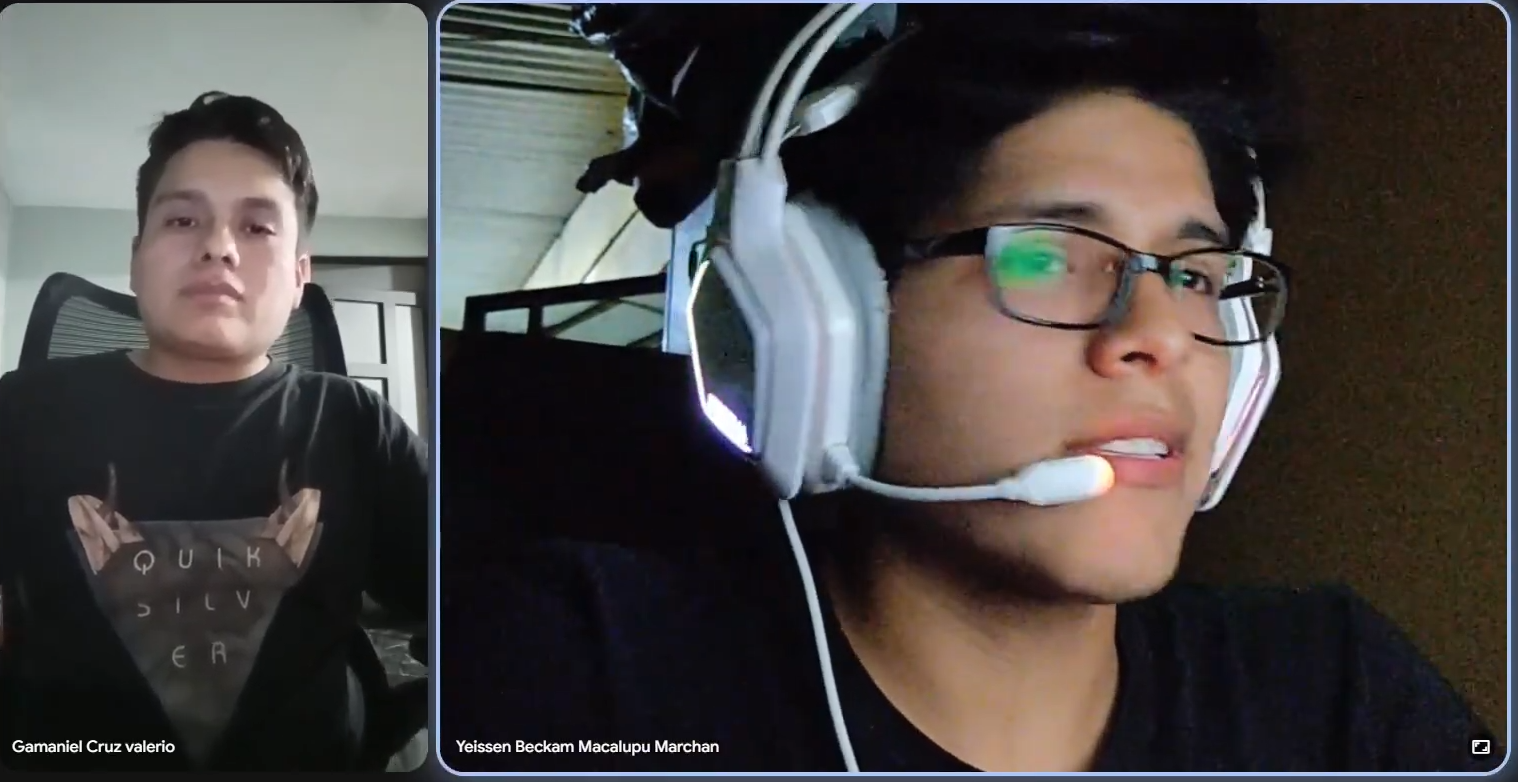 QUIK
SILV
ER
Gamaniel Cruz valerio
Yeissen Beckam Macalupu Marchan